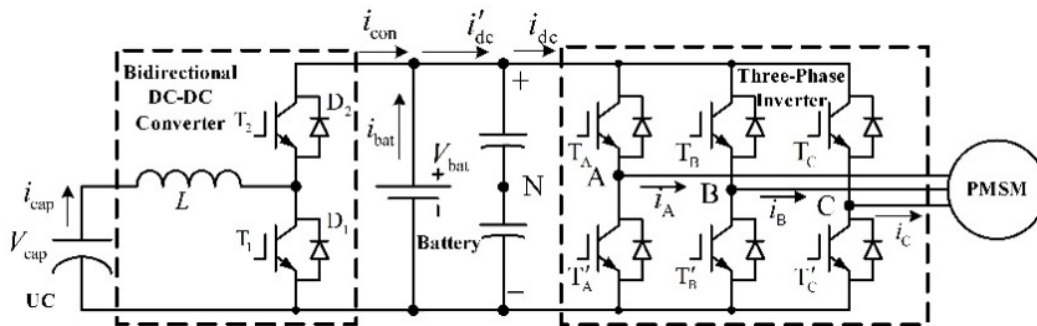 i_con i'_dc i_dc
Bidirectional
DC-DC
Converter
T_2 D_2
i_cap L
V_cap
UC
T_1 D_1
i_bat
V_bat
+
Battery
+
N
−
Three-Phase
Inverter
T_A T_B T_C
A B C
i_A i_B i_C
T'_A T'_B T'_C
PMSM